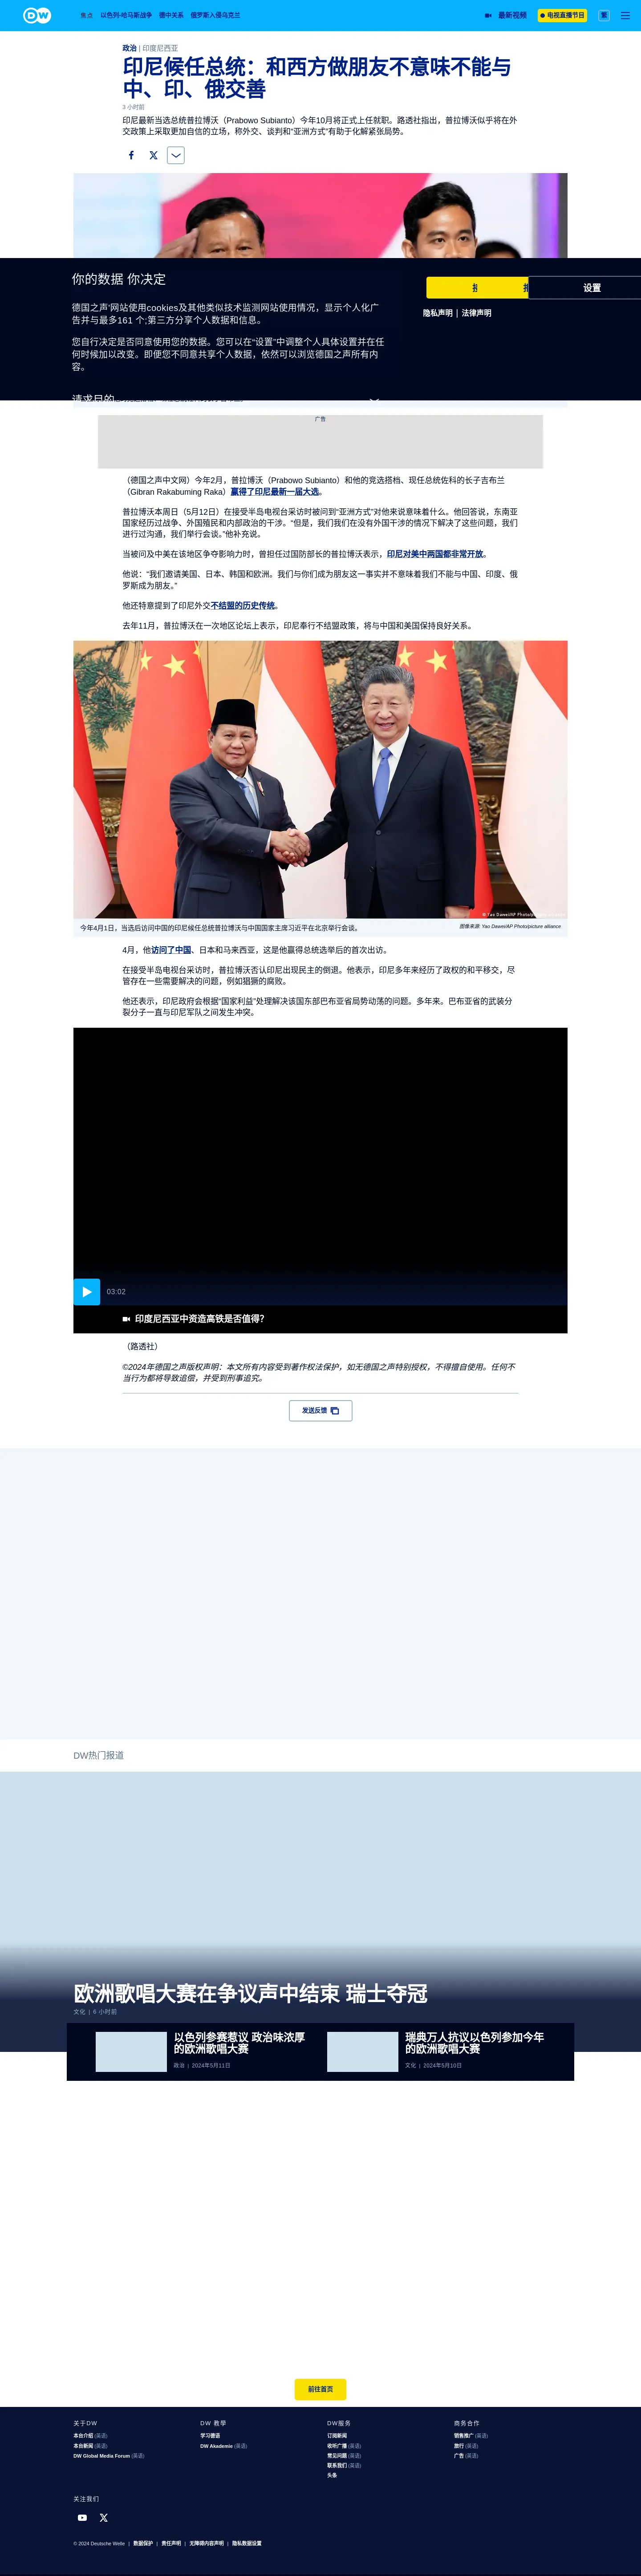 DW
焦点 以色列-哈马斯战争 德中关系 俄罗斯入侵乌克兰 最新视频 电视直播节目 繁
政治 | 印度尼西亚
印尼候任总统：和西方做朋友不意味不能与
中、印、俄交善
3 小时前
印尼最新当选总统普拉博沃（Prabowo Subianto）今年10月将正式上任就职。路透社指出，普拉博沃似乎将在外
交政策上采取更加自信的立场，称外交、谈判和“亚洲方式”有助于化解紧张局势。
你的数据 你决定
设置
德国之声'网站使用cookies及其他类似技术监测网站使用情况，显示个人化广
告并与最多161 个;第三方分享个人数据和信息。
隐私声明 | 法律声明
您自行决定是否同意使用您的数据。您可以在"设置"中调整个人具体设置并在任
何时候加以改变。即便您不同意共享个人数据，依然可以浏览德国之声所有内
容。
请求目的
广告
（德国之声中文网）今年2月，普拉博沃（Prabowo Subianto）和他的竞选搭档、现任总统佐科的长子吉布兰
（Gibran Rakabuming Raka）赢得了印尼最新一届大选。
普拉博沃本周日（5月12日）在接受半岛电视台采访时被问到“亚洲方式”对他来说意味着什么。他回答说，东南亚
国家经历过战争、外国殖民和内部政治的干涉。“但是，我们我们在没有外国干涉的情况下解决了这些问题，我们
进行过沟通，我们举行会谈。”他补充说。
当被问及中美在该地区争夺影响力时，曾担任过国防部长的普拉博沃表示，印尼对美中两国都非常开放。
他说：“我们邀请美国、日本、韩国和欧洲。我们与你们成为朋友这一事实并不意味着我们不能与中国、印度、俄
罗斯成为朋友。”
他还特意提到了印尼外交不结盟的历史传统。
去年11月，普拉博沃在一次地区论坛上表示，印尼奉行不结盟政策，将与中国和美国保持良好关系。
© Yao Dawei/AP Photo/picture alliance
今年4月1日，当选后访问中国的印尼候任总统普拉博沃与中国国家主席习近平在北京举行会谈。
图像来源: Yao Dawei/AP Photo/picture alliance
4月，他访问了中国、日本和马来西亚，这是他赢得总统选举后的首次出访。
在接受半岛电视台采访时，普拉博沃否认印尼出现民主的倒退。他表示，印尼多年来经历了政权的和平移交，尽
管存在一些需要解决的问题，例如猖獗的腐败。
他还表示，印尼政府会根据“国家利益”处理解决该国东部巴布亚省局势动荡的问题。多年来，巴布亚省的武装分
裂分子一直与印尼军队之间发生冲突。
03:02
印度尼西亚中资造高铁是否值得？
（路透社）
©2024年德国之声版权声明：本文所有内容受到著作权法保护，如无德国之声特别授权，不得擅自使用。任何不
当行为都将导致追偿，并受到刑事追究。
发送反馈
DW热门报道
欧洲歌唱大赛在争议声中结束 瑞士夺冠
文化 | 6 小时前
以色列参赛惹议 政治味浓厚
的欧洲歌唱大赛
政治 | 2024年5月11日
瑞典万人抗议以色列参加今年
的欧洲歌唱大赛
文化 | 2024年5月10日
前往首页
关于DW
本台介绍 (英语)
本台新闻 (英语)
DW Global Media Forum (英语)
DW 教學
学习德语
DW Akademie (英语)
DW服务
订阅新闻
收听广播 (英语)
常见问题 (英语)
联系我们 (英语)
头条
商务合作
销售推广 (英语)
旅行 (英语)
广告 (英语)
关注我们
© 2024 Deutsche Welle | 数据保护 | 责任声明 | 无障碍内容声明 | 隐私数据设置